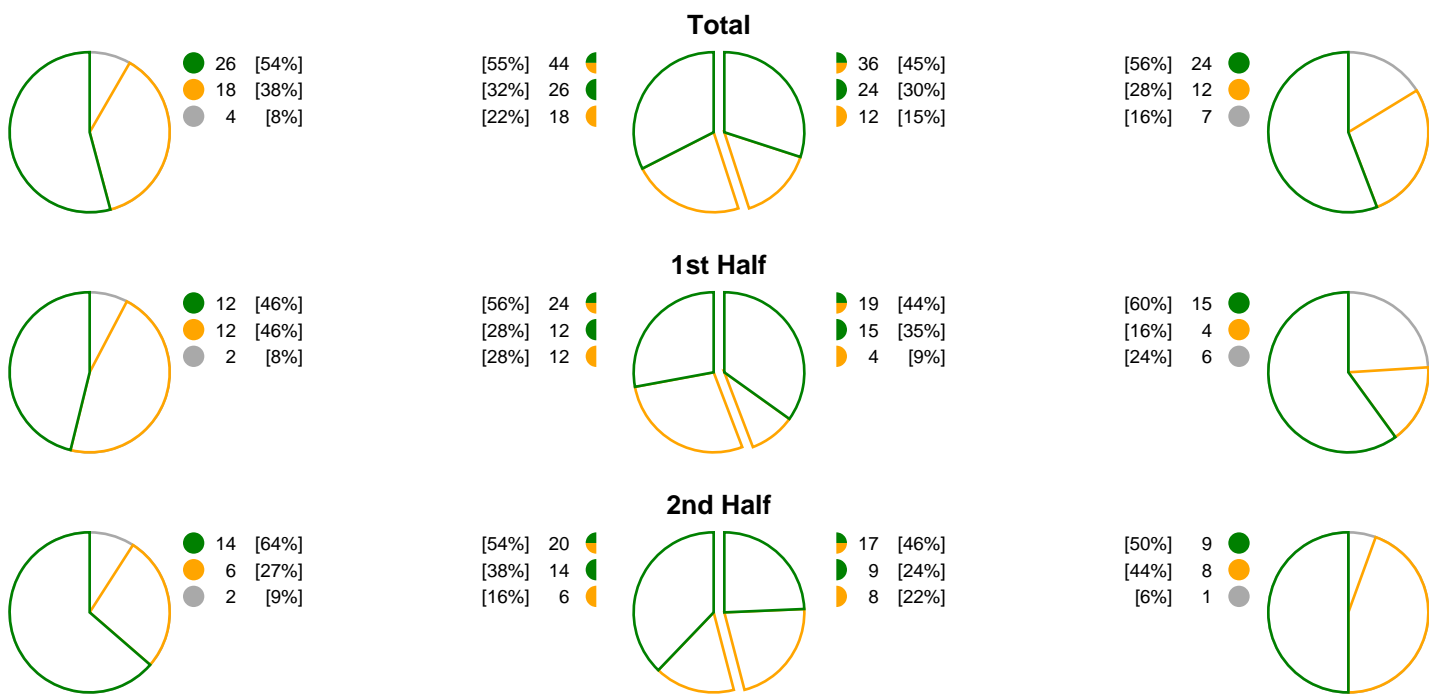 Total
26 [54%] [55%] 44 36 [45%] [56%] 24
18 [38%] [32%] 26 24 [30%] [28%] 12
4 [8%] [22%] 18 12 [15%] [16%] 7
1st Half
12 [46%] [56%] 24 19 [44%] [60%] 15
12 [46%] [28%] 12 15 [35%] [16%] 4
2 [8%] [28%] 12 4 [9%] [24%] 6
2nd Half
14 [64%] [54%] 20 17 [46%] [50%] 9
6 [27%] [38%] 14 9 [24%] [44%] 8
2 [9%] [16%] 6 8 [22%] [6%] 1